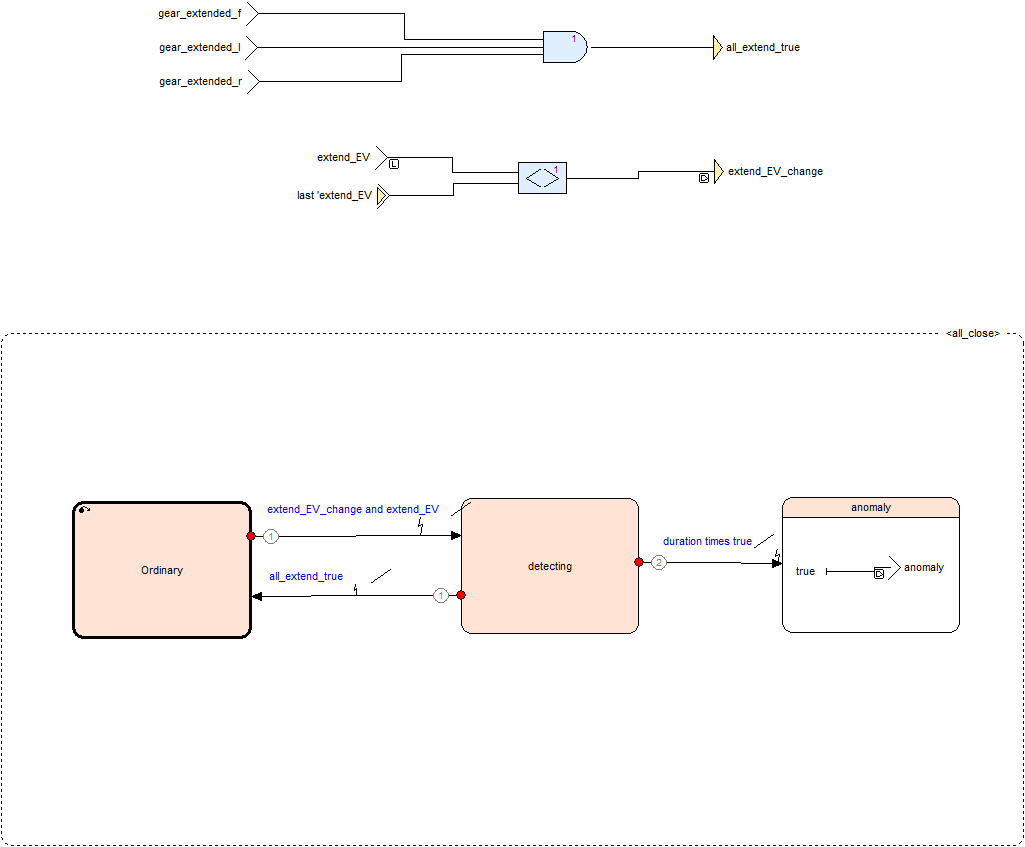 gear_extended_f
gear_extended_l
gear_extended_r
1
all_extend_true
extend_EV
L
last 'extend_EV
1
D
extend_EV_change
<all_close>
Ordinary
extend_EV_change and extend_EV
1
all_extend_true
1
detecting
duration times true
2
anomaly
true
D
anomaly